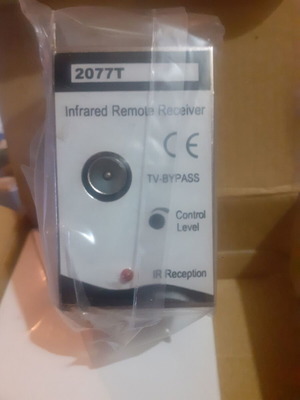 2077T
Infrared Remote Receiver
CE
TV-BYPASS
Control
Level
IR Reception